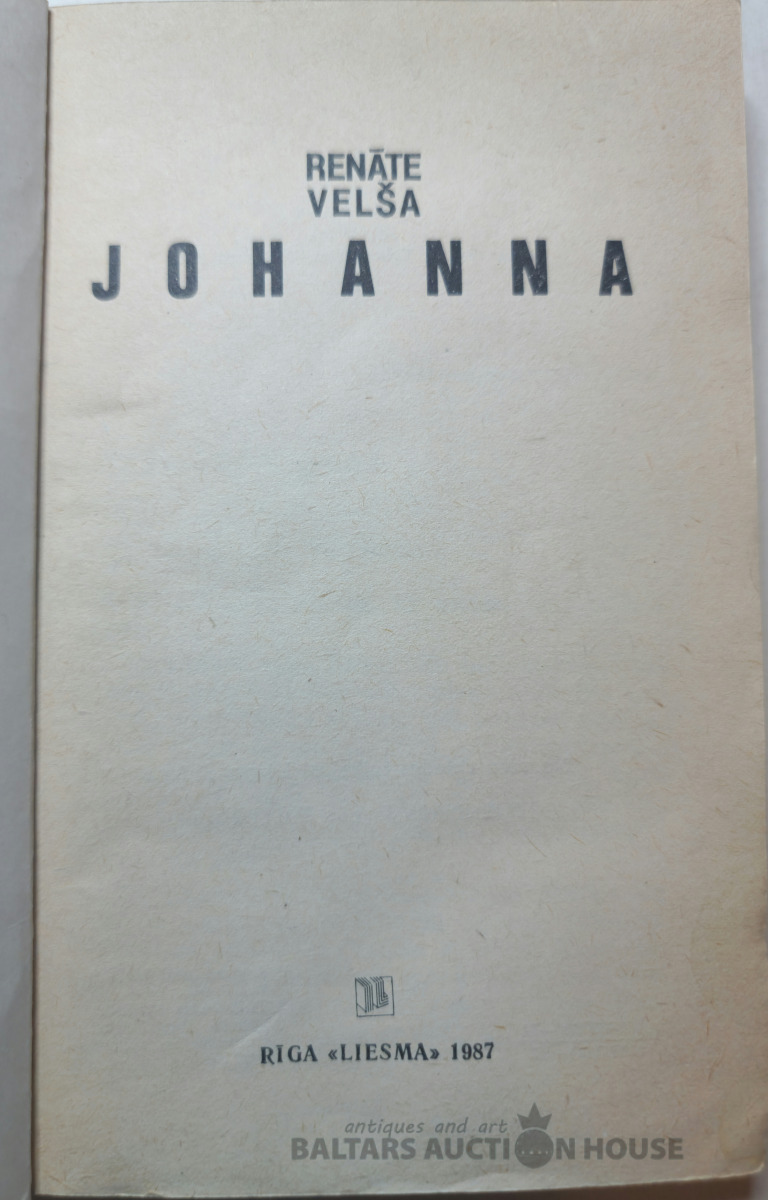 RENĀTE
VELŠA
JOHANNA
RĪGA «LIESMA» 1987
antiques and art
BALTARS AUCTION HOUSE